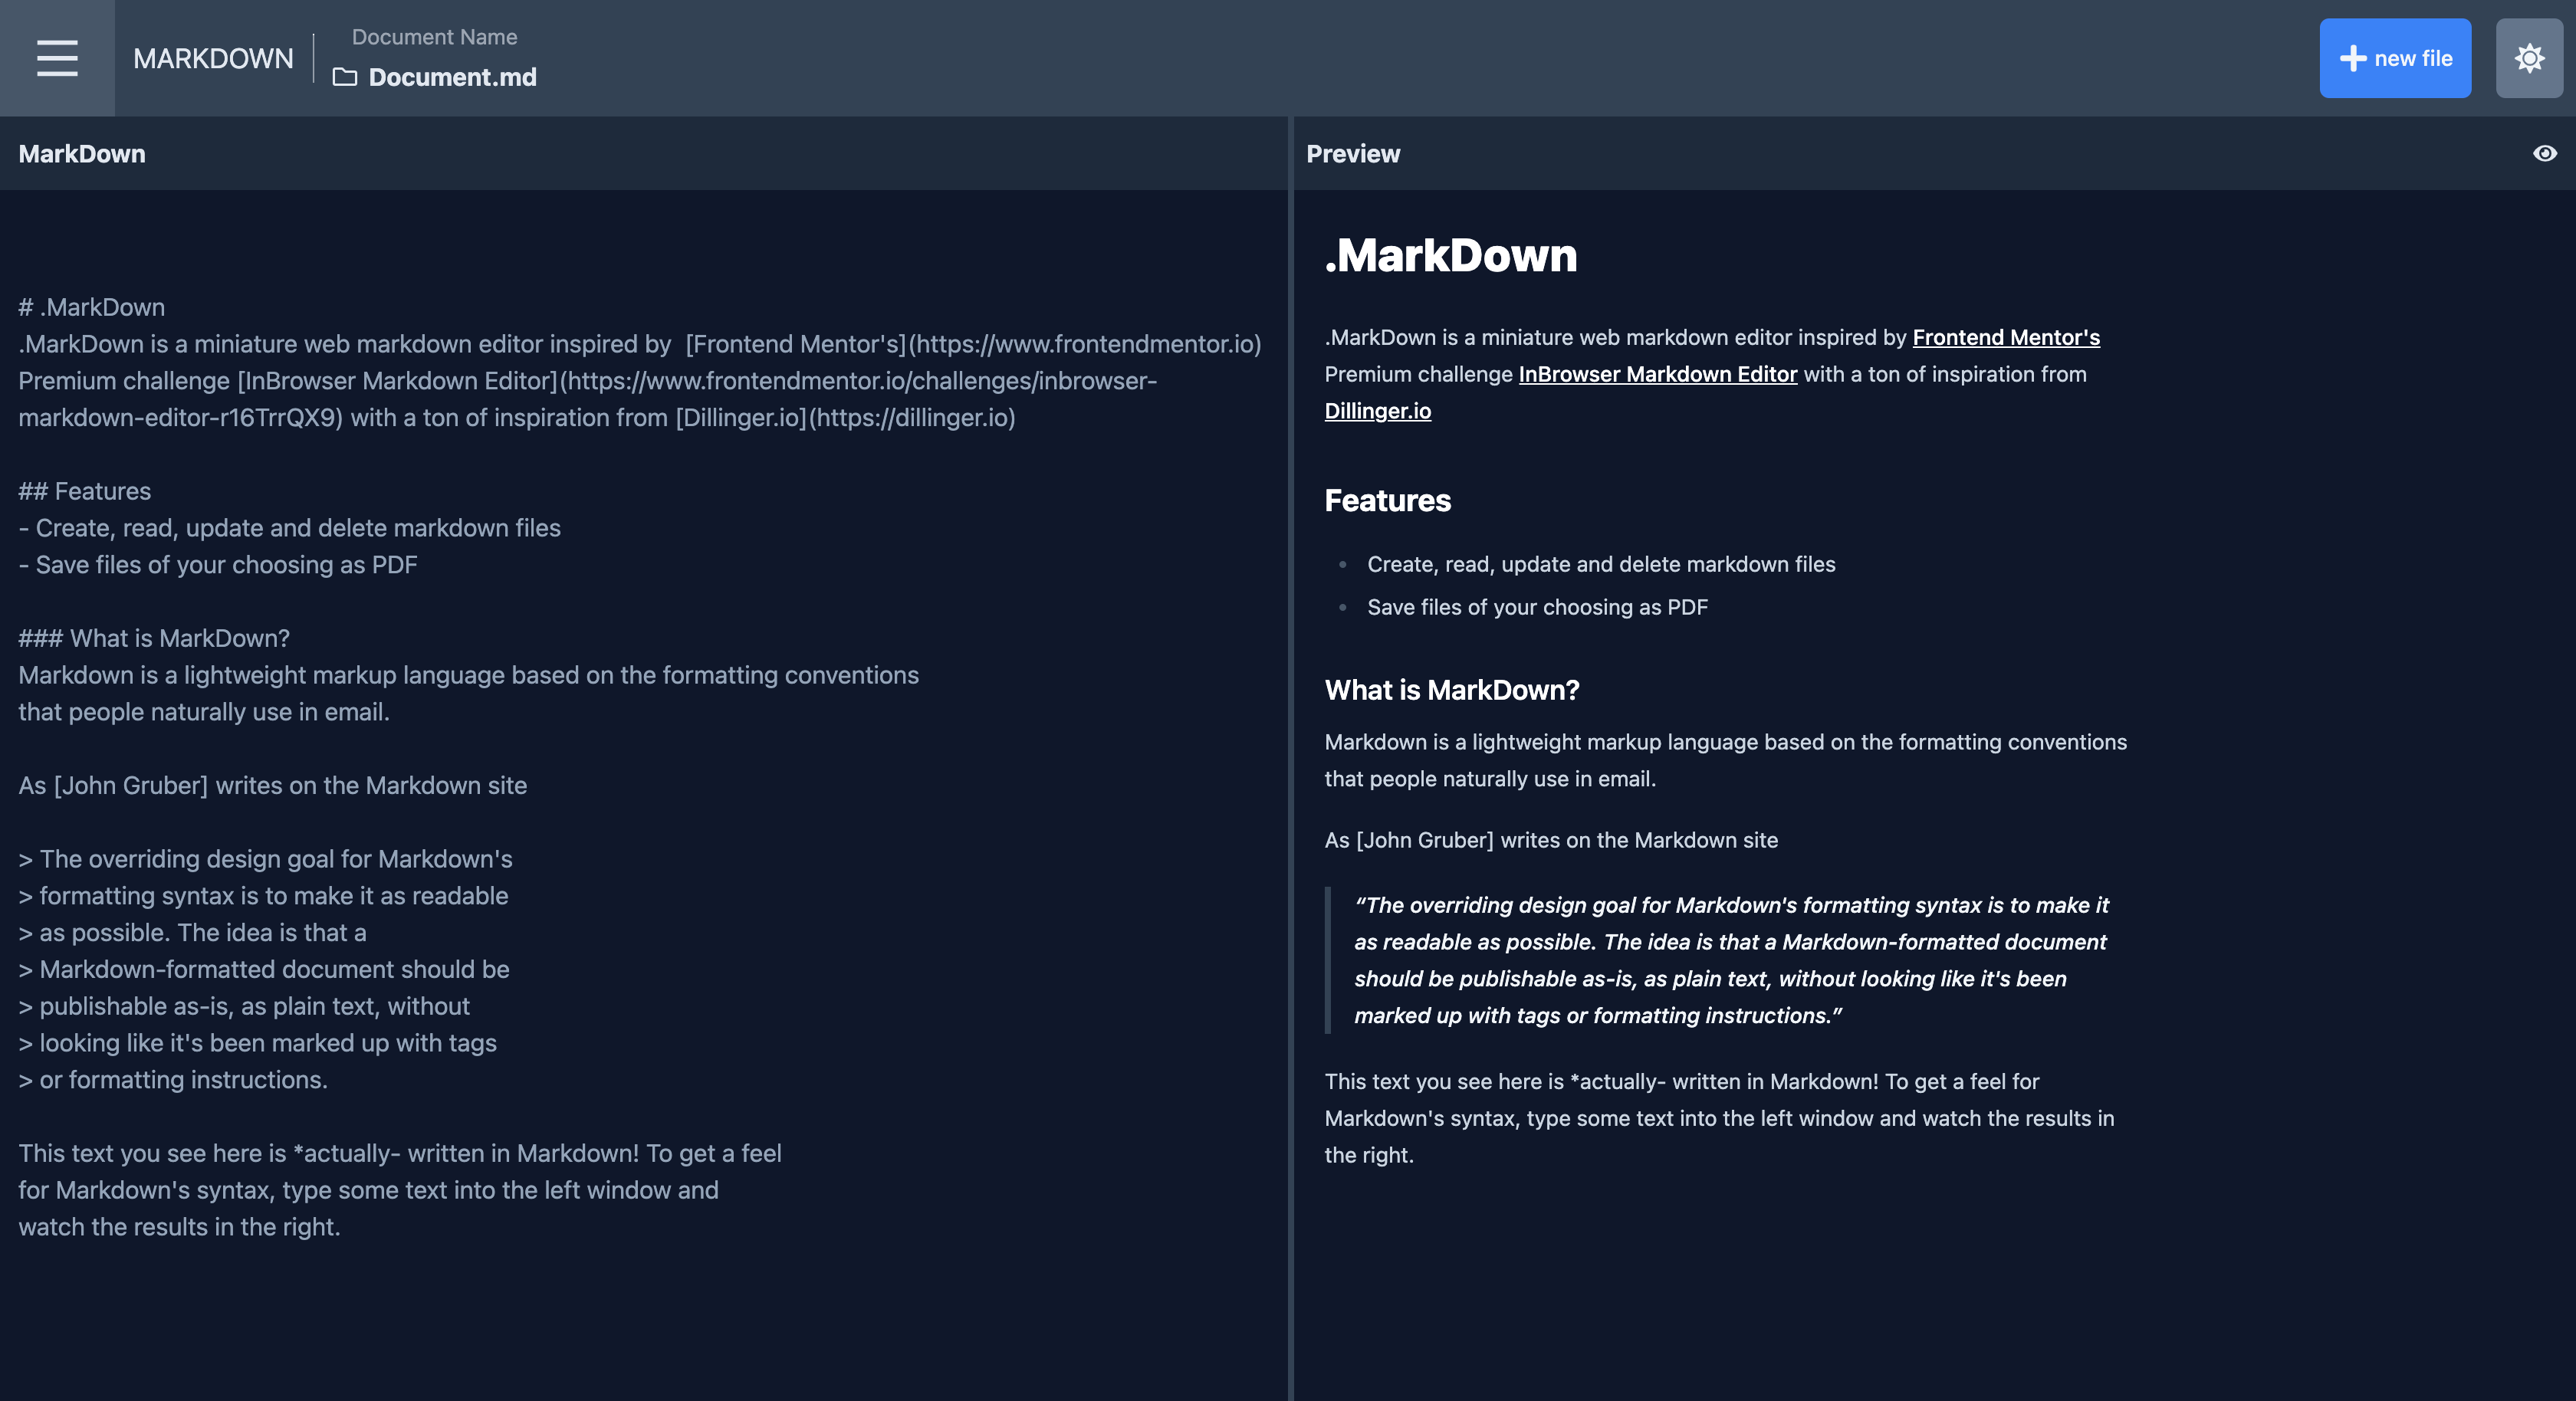 MARKDOWN
Document Name
Document.md
new file
MarkDown
# .MarkDown
.MarkDown is a miniature web markdown editor inspired by  [Frontend Mentor's](https://www.frontendmentor.io)
Premium challenge [InBrowser Markdown Editor](https://www.frontendmentor.io/challenges/inbrowser-
markdown-editor-r16TrrQX9) with a ton of inspiration from [Dillinger.io](https://dillinger.io)
## Features
- Create, read, update and delete markdown files
- Save files of your choosing as PDF
### What is MarkDown?
Markdown is a lightweight markup language based on the formatting conventions
that people naturally use in email.
As [John Gruber] writes on the Markdown site
> The overriding design goal for Markdown's
> formatting syntax is to make it as readable
> as possible. The idea is that a
> Markdown-formatted document should be
> publishable as-is, as plain text, without
> looking like it's been marked up with tags
> or formatting instructions.
This text you see here is *actually- written in Markdown! To get a feel
for Markdown's syntax, type some text into the left window and
watch the results in the right.
Preview
.MarkDown
.MarkDown is a miniature web markdown editor inspired by Frontend Mentor's
Premium challenge InBrowser Markdown Editor with a ton of inspiration from
Dillinger.io
Features
• Create, read, update and delete markdown files
• Save files of your choosing as PDF
What is MarkDown?
Markdown is a lightweight markup language based on the formatting conventions
that people naturally use in email.
As [John Gruber] writes on the Markdown site
“The overriding design goal for Markdown's formatting syntax is to make it
as readable as possible. The idea is that a Markdown-formatted document
should be publishable as-is, as plain text, without looking like it's been
marked up with tags or formatting instructions.”
This text you see here is *actually- written in Markdown! To get a feel for
Markdown's syntax, type some text into the left window and watch the results in
the right.